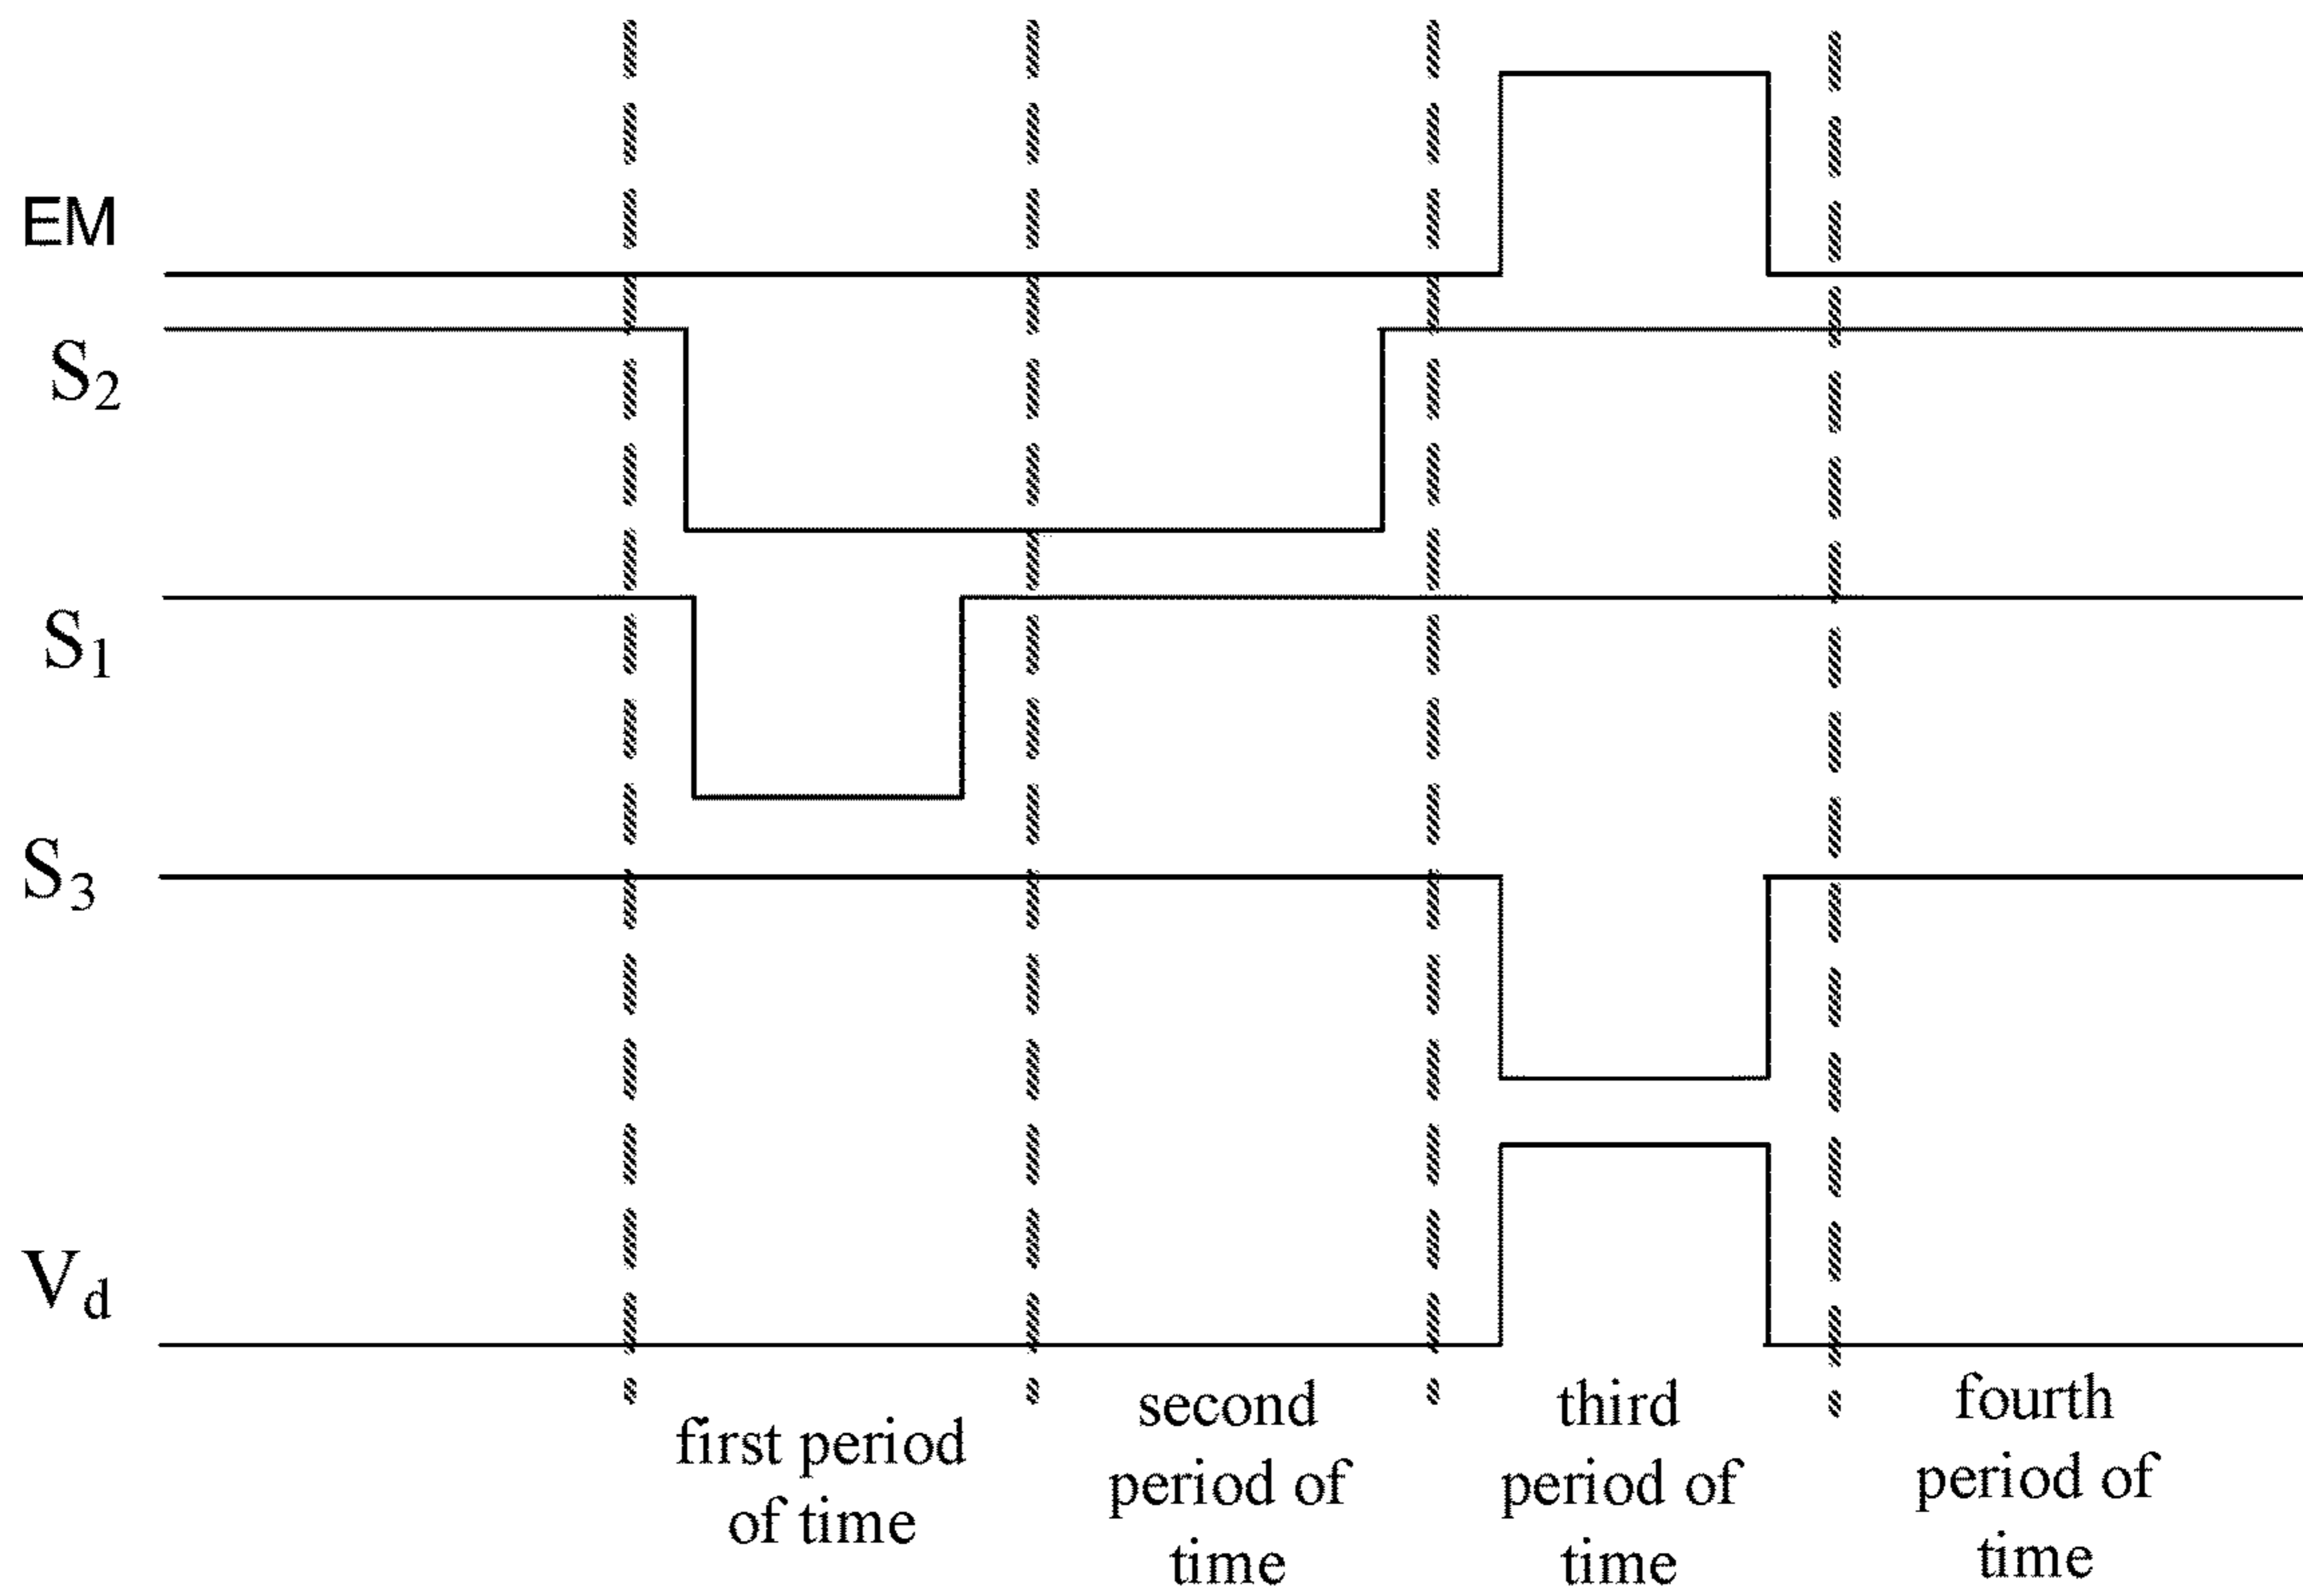 EM
S₂
S₁
S₃
V_d
first period
of time
second
period of
time
third
period of
time
fourth
period of
time